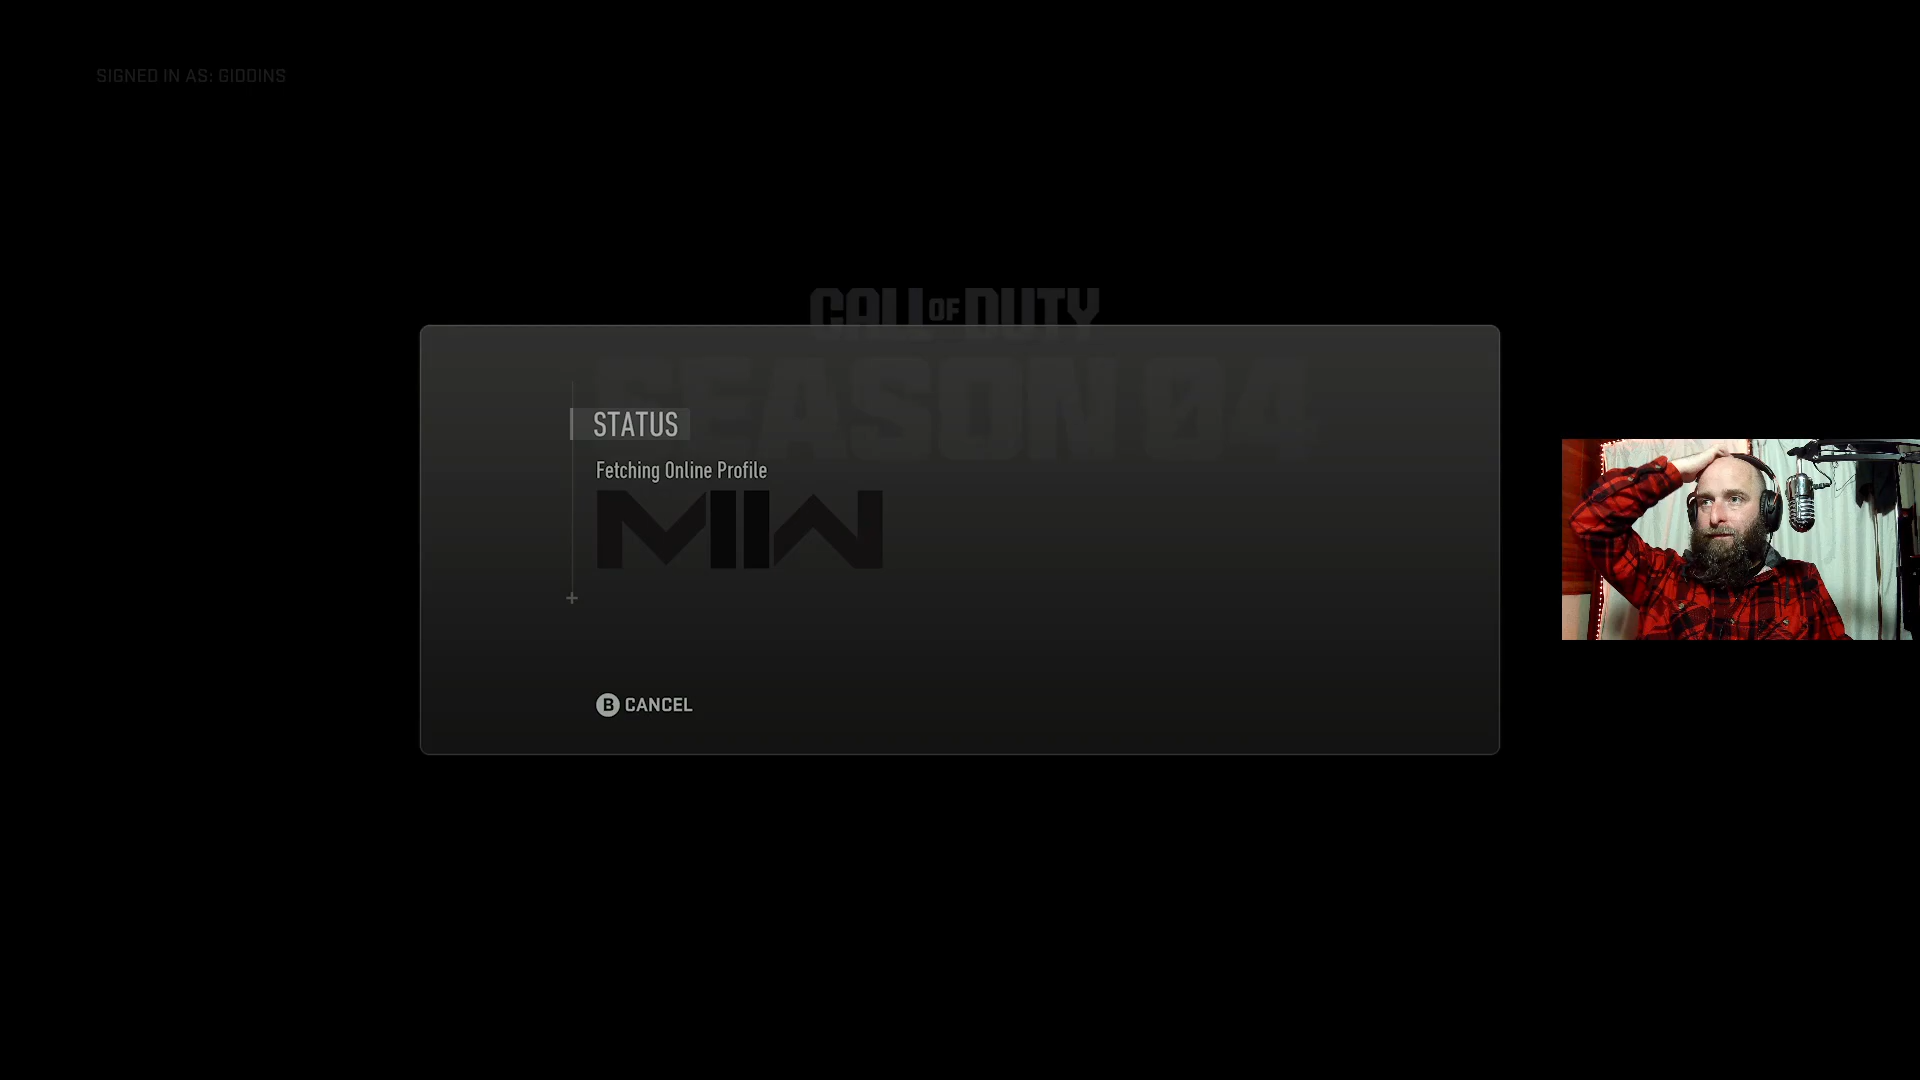 SIGNED IN AS: GIDDINS
CALL OF DUTY
SEASON 04
STATUS
Fetching Online Profile
MIIW
B CANCEL